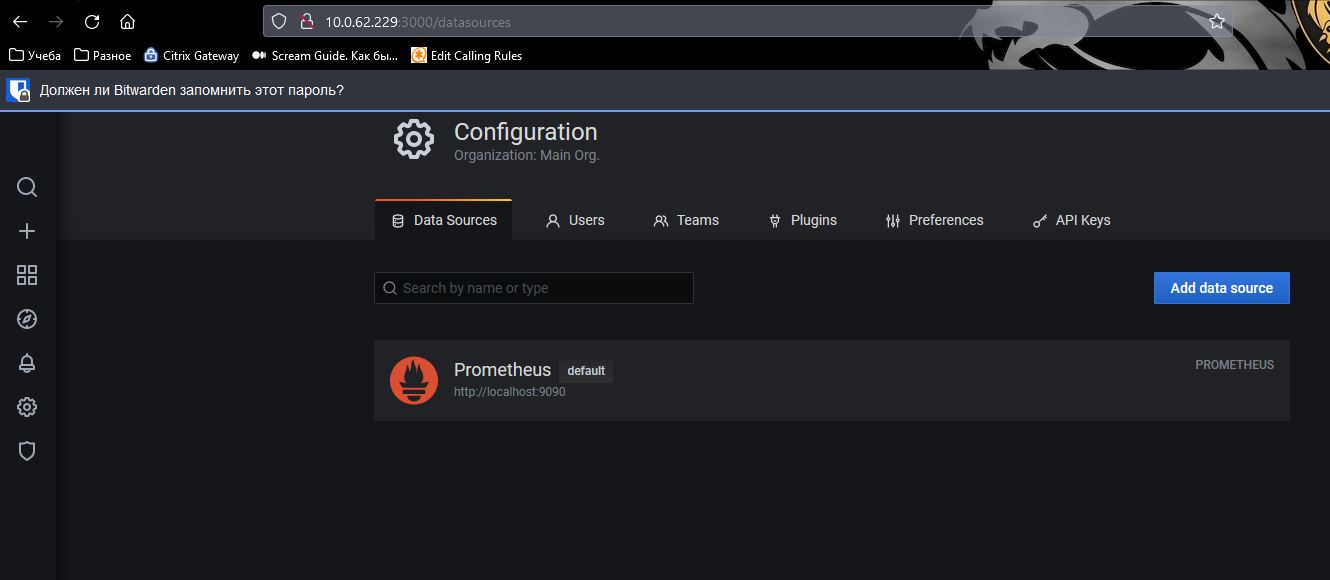 10.0.62.229:3000/datasources
Учеба Разное Citrix Gateway Scream Guide. Как бы... Edit Calling Rules
Должен ли Bitwarden запомнить этот пароль?
Configuration
Organization: Main Org.
Data Sources Users Teams Plugins Preferences API Keys
Search by name or type Add data source
Prometheus default PROMETHEUS
http://localhost:9090